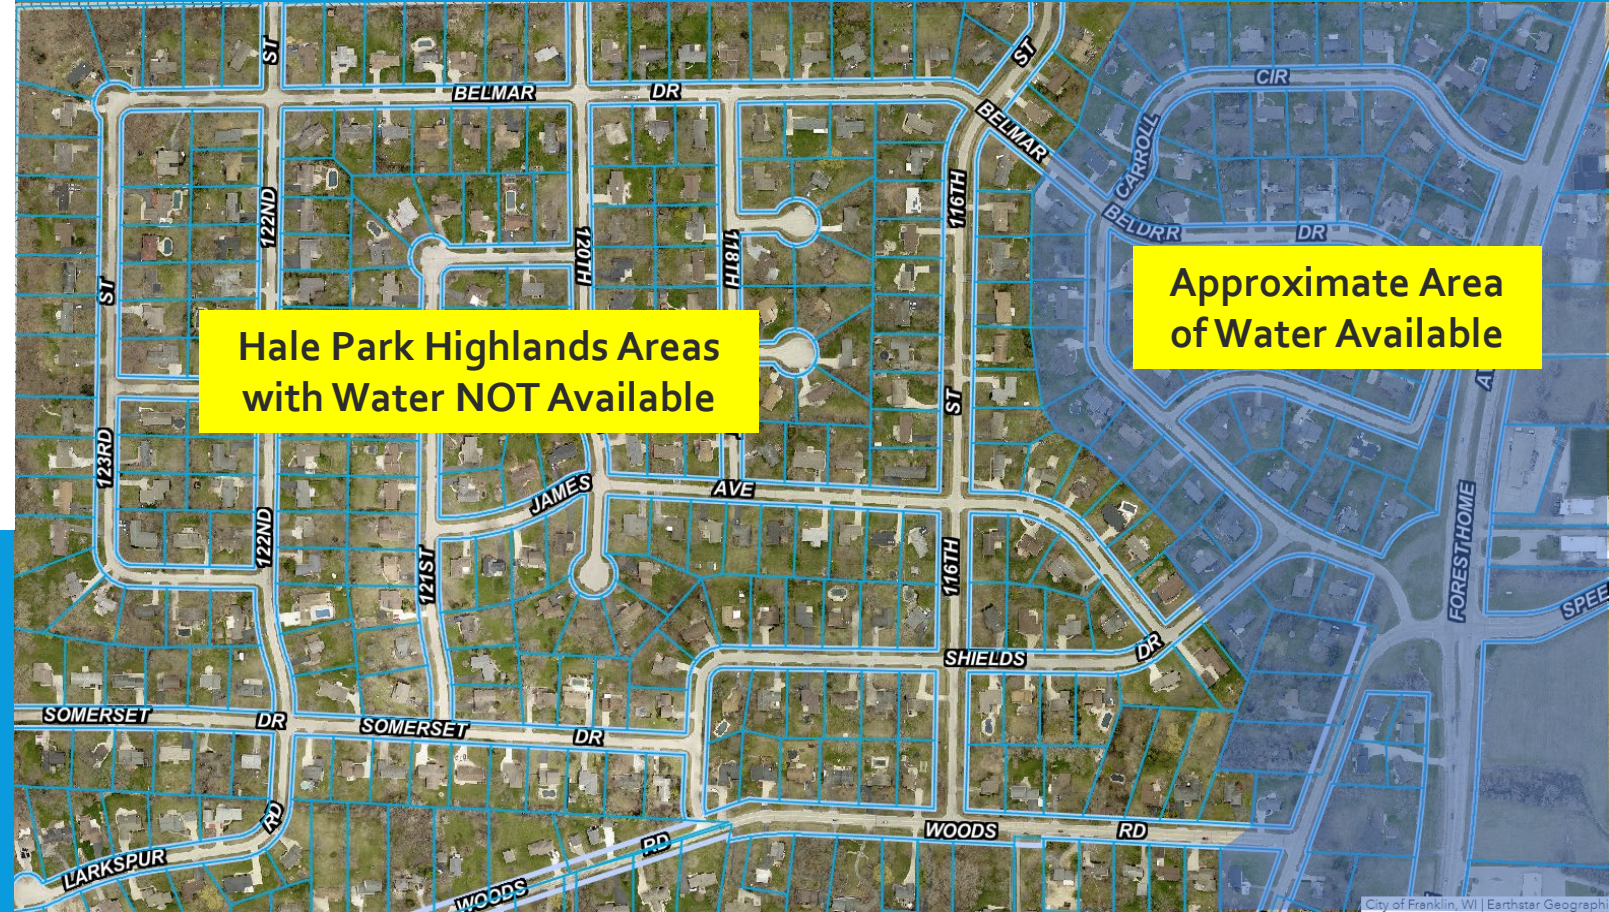 ST
ST
CIR
BELMAR
DR
BELMAR
CARROLL
116TH
122ND
BELDRR
DR
120TH
118TH
ST
Approximate Area
of Water Available
Hale Park Highlands Areas
with Water NOT Available
ST
123RD
JAMES
AVE
122ND
121ST
116TH
FOREST HOME
SPEE
SHIELDS
DR
SOMERSET
DR
SOMERSET
DR
RD
WOODS
RD
RD
LARKSPUR
WOODS
City of Franklin, WI | Earthstar Geographi